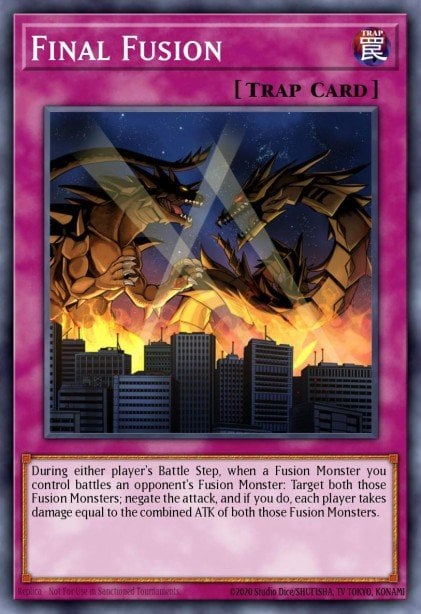 Final Fusion
TRAP
罠
[Trap Card]
During either player's Battle Step, when a Fusion Monster you
control battles an opponent's Fusion Monster: Target both those
Fusion Monsters; negate the attack, and if you do, each player takes
damage equal to the combined ATK of both those Fusion Monsters.
Replica - Not For Use in Sanctioned Tournaments
©2020 Studio Dice/SHUEISHA, TV TOKYO, KONAMI